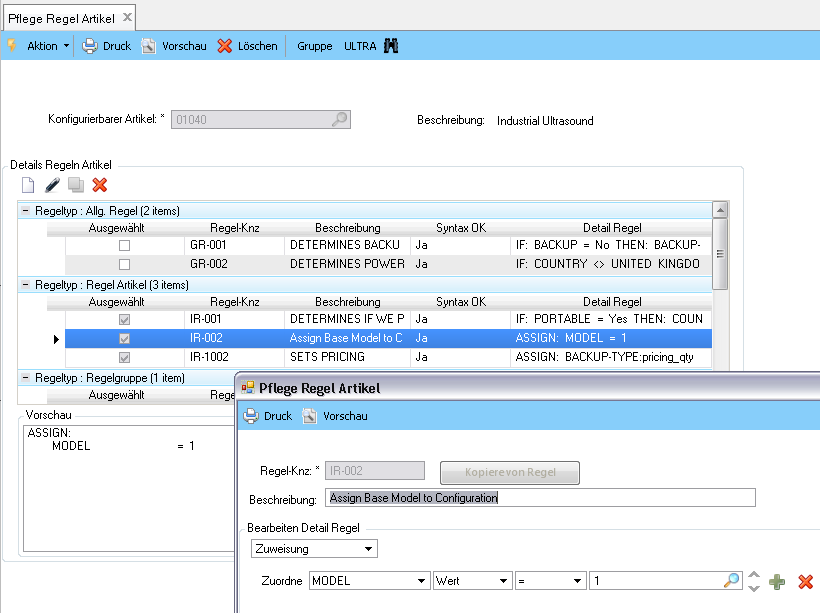 Pflege Regel Artikel
Aktion Druck Vorschau Löschen Gruppe ULTRA
Konfigurierbarer Artikel: * 01040 Beschreibung: Industrial Ultrasound
Details Regeln Artikel
Regeltyp : Allg. Regel (2 items)
Ausgewählt Regel-Knz Beschreibung Syntax OK Detail Regel
GR-001 DETERMINES BACKU Ja IF: BACKUP = No THEN: BACKUP-
GR-002 DETERMINES POWER Ja IF: COUNTRY <> UNITED KINGDO
Regeltyp : Regel Artikel (3 items)
Ausgewählt Regel-Knz Beschreibung Syntax OK Detail Regel
IR-001 DETERMINES IF WE P Ja IF: PORTABLE = Yes THEN: COUN
IR-002 Assign Base Model to C Ja ASSIGN: MODEL = 1
IR-1002 SETS PRICING Ja ASSIGN: BACKUP-TYPE:pricing_qty
Regeltyp : Regelgruppe (1 item)
Ausgewählt Rege
Vorschau
ASSIGN:
MODEL = 1
Pflege Regel Artikel
Druck Vorschau
Regel-Knz: * IR-002 Kopiere von Regel
Beschreibung: Assign Base Model to Configuration
Bearbeiten Detail Regel
Zuweisung
Zuordne MODEL Wert = 1